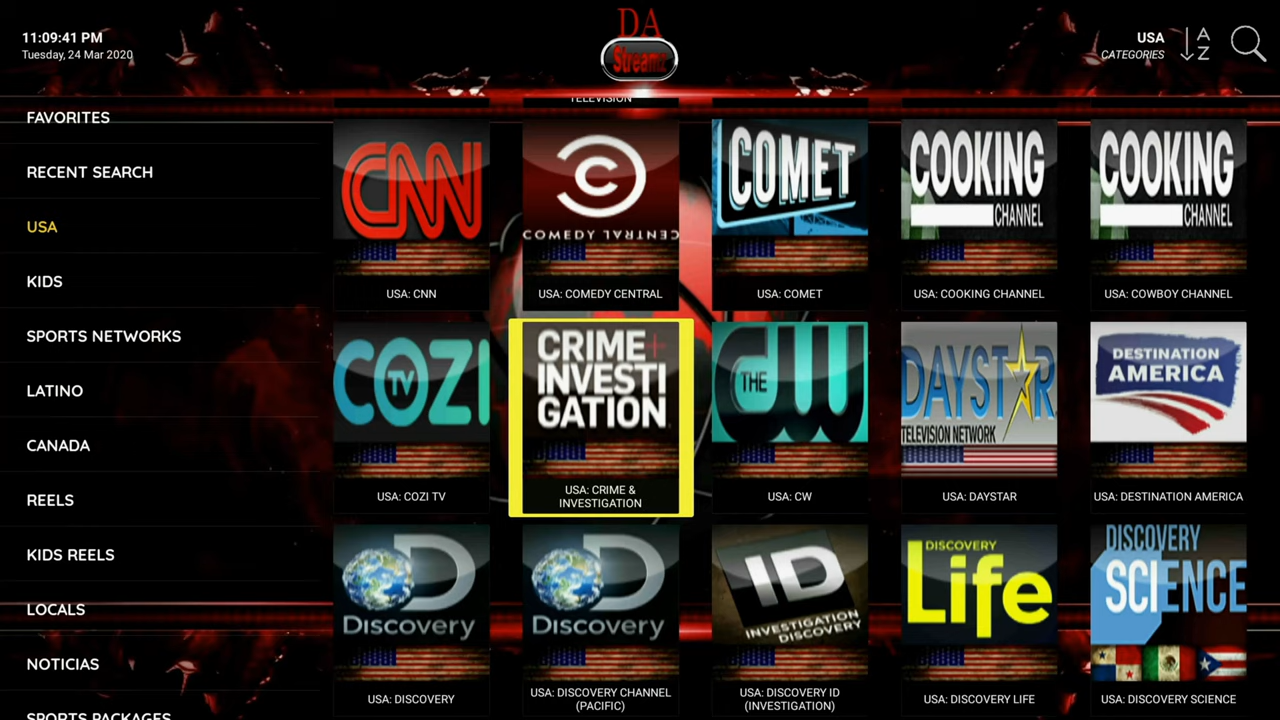 11:09:41 PM
Tuesday, 24 Mar 2020
DA
Streamz
USA
CATEGORIES
A
Z
FAVORITES
RECENT SEARCH
USA
KIDS
SPORTS NETWORKS
LATINO
CANADA
REELS
KIDS REELS
LOCALS
NOTICIAS
SPORTS PACKAGES
TELEVISION
CNN
USA: CNN
COMEDY CENTRAL
USA: COMEDY CENTRAL
COMET
USA: COMET
COOKING
CHANNEL
USA: COOKING CHANNEL
COOKING
CHANNEL
USA: COWBOY CHANNEL
COZI
TV
USA: COZI TV
CRIME+
INVESTI
GATION
USA: CRIME &
INVESTIGATION
THE
CW
USA: CW
DAYSTAR
TELEVISION NETWORK
USA: DAYSTAR
DESTINATION
AMERICA
USA: DESTINATION AMERICA
Discovery
USA: DISCOVERY
Discovery
USA: DISCOVERY CHANNEL
(PACIFIC)
ID
INVESTIGATION
DISCOVERY
USA: DISCOVERY ID
(INVESTIGATION)
DISCOVERY
Life
USA: DISCOVERY LIFE
DISCOVERY
SCIENCE
USA: DISCOVERY SCIENCE